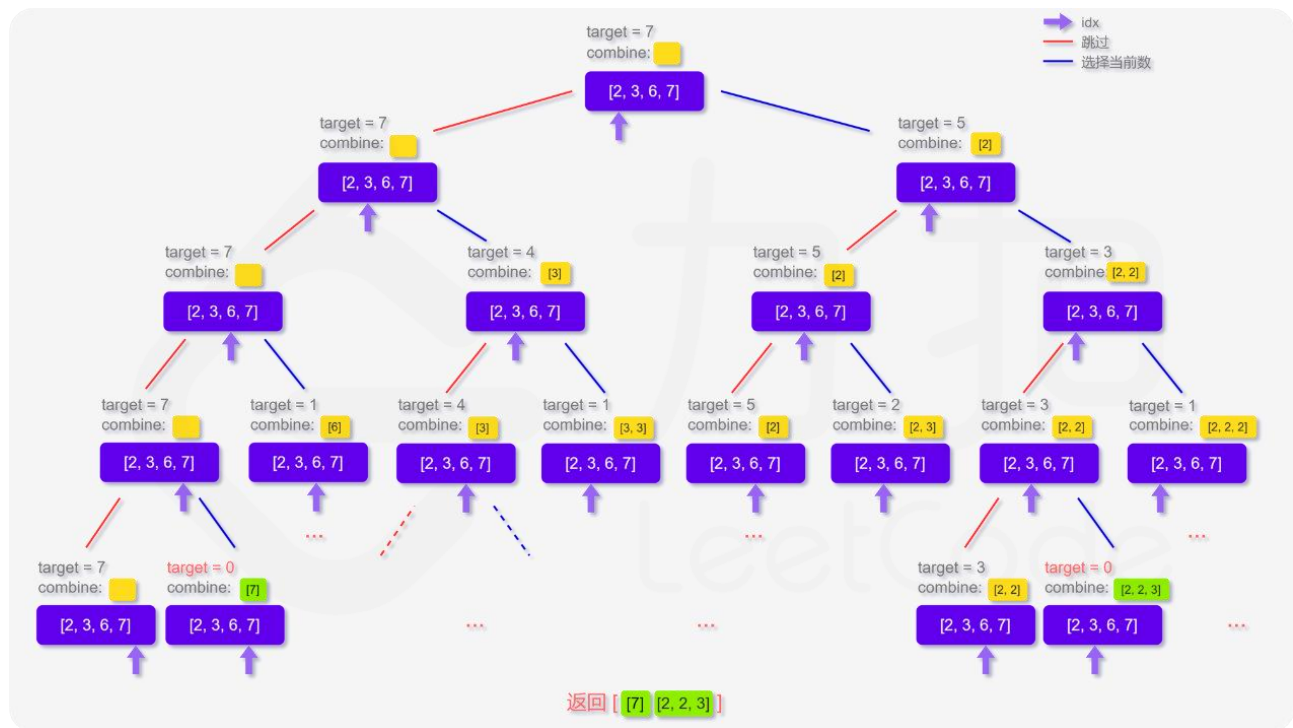 target = 7
combine:
[2, 3, 6, 7]
idx
跳过
选择当前数
target = 7
combine:
[2, 3, 6, 7]
target = 5
combine: [2]
[2, 3, 6, 7]
target = 7
combine:
[2, 3, 6, 7]
target = 4
combine: [3]
[2, 3, 6, 7]
target = 5
combine: [2]
[2, 3, 6, 7]
target = 3
combine: [2, 2]
[2, 3, 6, 7]
target = 7
combine:
[2, 3, 6, 7]
target = 1
combine: [6]
[2, 3, 6, 7]
...
target = 4
combine: [3]
[2, 3, 6, 7]
target = 1
combine: [3, 3]
[2, 3, 6, 7]
target = 5
combine: [2]
[2, 3, 6, 7]
...
target = 2
combine: [2, 3]
[2, 3, 6, 7]
target = 3
combine: [2, 2]
[2, 3, 6, 7]
target = 1
combine: [2, 2, 2]
[2, 3, 6, 7]
...
target = 7
combine:
[2, 3, 6, 7]
target = 0
combine: [7]
[2, 3, 6, 7]
...
...
target = 3
combine: [2, 2]
[2, 3, 6, 7]
target = 0
combine: [2, 2, 3]
[2, 3, 6, 7]
...
返回 [ [7] [2, 2, 3] ]
力扣
LeetCode